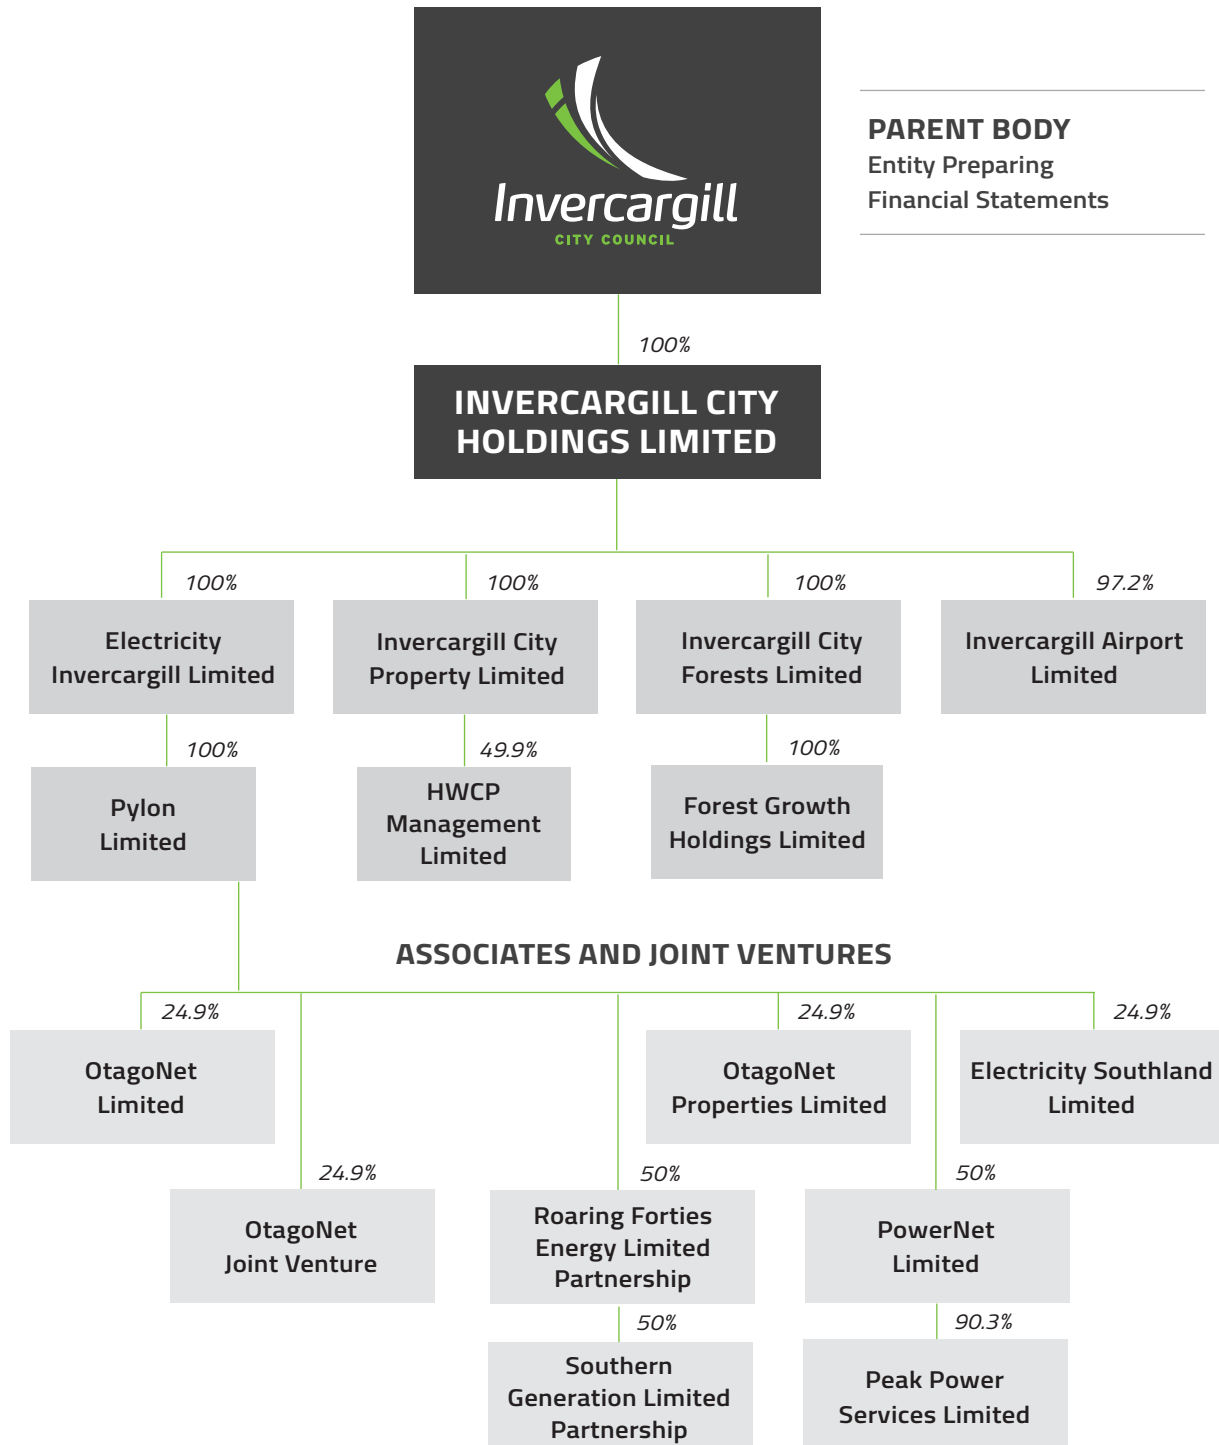 Invercargill
CITY COUNCIL
PARENT BODY
Entity Preparing
Financial Statements
100%
INVERCARGILL CITY
HOLDINGS LIMITED
100%
100%
100%
97.2%
Electricity
Invercargill Limited
Invercargill City
Property Limited
Invercargill City
Forests Limited
Invercargill Airport
Limited
100%
49.9%
100%
Pylon
Limited
HWCP
Management
Limited
Forest Growth
Holdings Limited
ASSOCIATES AND JOINT VENTURES
24.9%
24.9%
24.9%
OtagoNet
Limited
OtagoNet
Properties Limited
Electricity Southland
Limited
24.9%
50%
50%
OtagoNet
Joint Venture
Roaring Forties
Energy Limited
Partnership
PowerNet
Limited
50%
90.3%
Southern
Generation Limited
Partnership
Peak Power
Services Limited